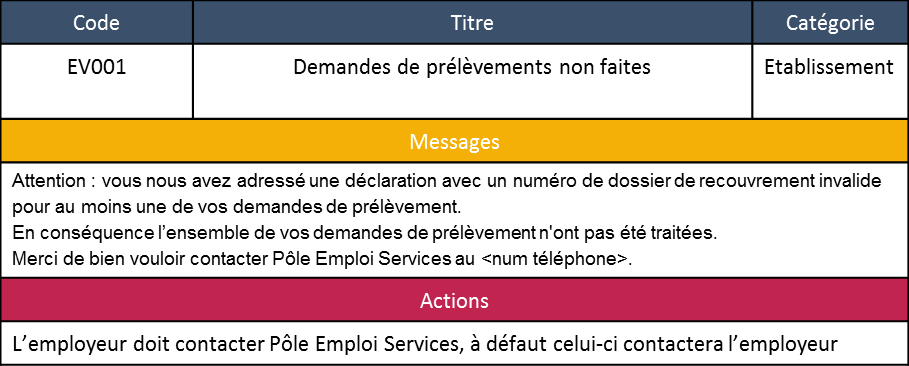 Code Titre Catégorie
EV001 Demandes de prélèvements non faites Etablissement
Messages
Attention : vous nous avez adressé une déclaration avec un numéro de dossier de recouvrement invalide
pour au moins une de vos demandes de prélèvement.
En conséquence l’ensemble de vos demandes de prélèvement n'ont pas été traitées.
Merci de bien vouloir contacter Pôle Emploi Services au <num téléphone>.
Actions
L’employeur doit contacter Pôle Emploi Services, à défaut celui-ci contactera l’employeur